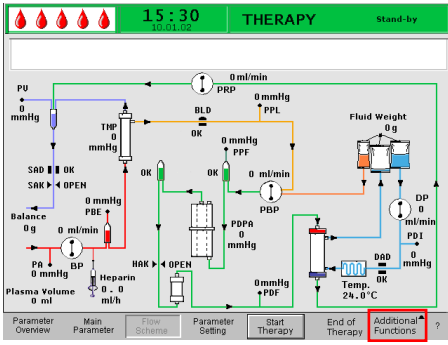 15:30
10.01.02
THERAPY
Stand-by
PV
0
mmHg
0 ml/min
PRP
TMP
0
mmHg
BLD
OK
0 mmHg
PPL
Fluid Weight
0 g
0 mmHg
PPF
SAD OK
SAK OPEN
OK
OK
0 ml/min
PBP
Balance
0 g
0 mmHg
PBE
0 ml/min
BP
PA
0 mmHg
PDPA
0
mmHg
DP
0
ml/min
PDI
0
mmHg
HAK OPEN
Heparin
0.0
ml/h
DAD
OK
Temp.
24.0°C
0 mmHg
PDF
Plasma Volume
0 ml
Parameter Overview
Main Parameter
Flow Scheme
Parameter Setting
Start Therapy
End of Therapy
Additional Functions
?